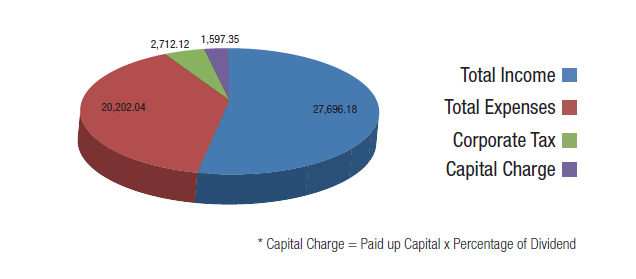 2,712.12 1,597.35
20,202.04
27,696.18
Total Income
Total Expenses
Corporate Tax
Capital Charge
* Capital Charge = Paid up Capital x Percentage of Dividend